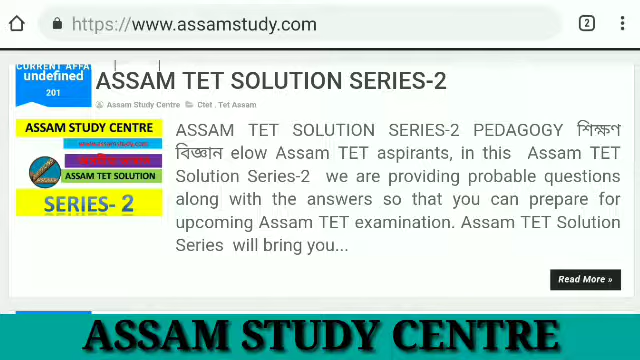 https://www.assamstudy.com
2
CURRENT AFFA
undefined
201
ASSAM TET SOLUTION SERIES-2
Assam Study Centre Ctet , Tet Assam
ASSAM STUDY CENTRE
ASSAM TET SOLUTION
SERIES- 2
ASSAM TET SOLUTION SERIES-2 PEDAGOGY শিক্ষণ
বিজ্ঞান elow Assam TET aspirants, in this Assam TET
Solution Series-2 we are providing probable questions
along with the answers so that you can prepare for
upcoming Assam TET examination. Assam TET Solution
Series will bring you...
Read More »
ASSAM STUDY CENTRE